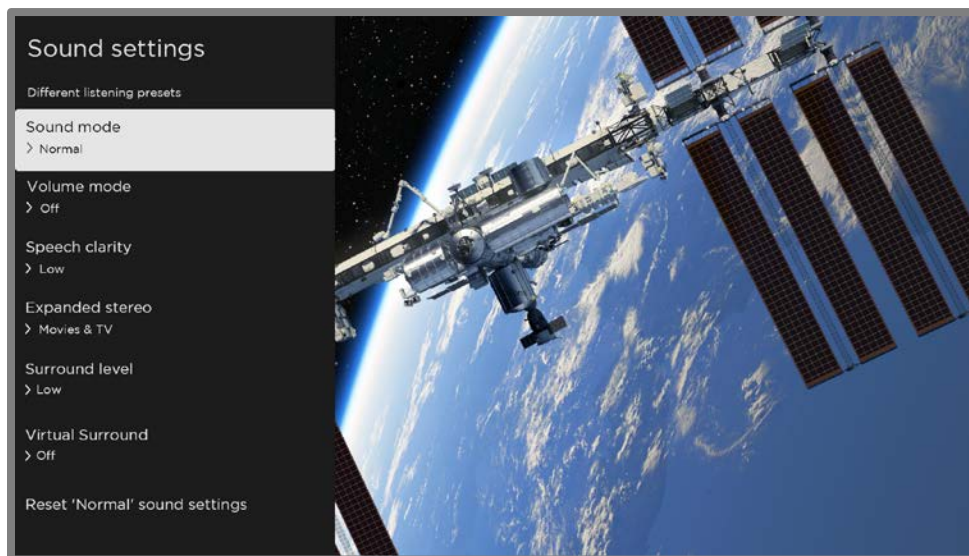 Sound settings
Different listening presets
Sound mode
> Normal
Volume mode
> Off
Speech clarity
> Low
Expanded stereo
> Movies & TV
Surround level
> Low
Virtual Surround
> Off
Reset 'Normal' sound settings